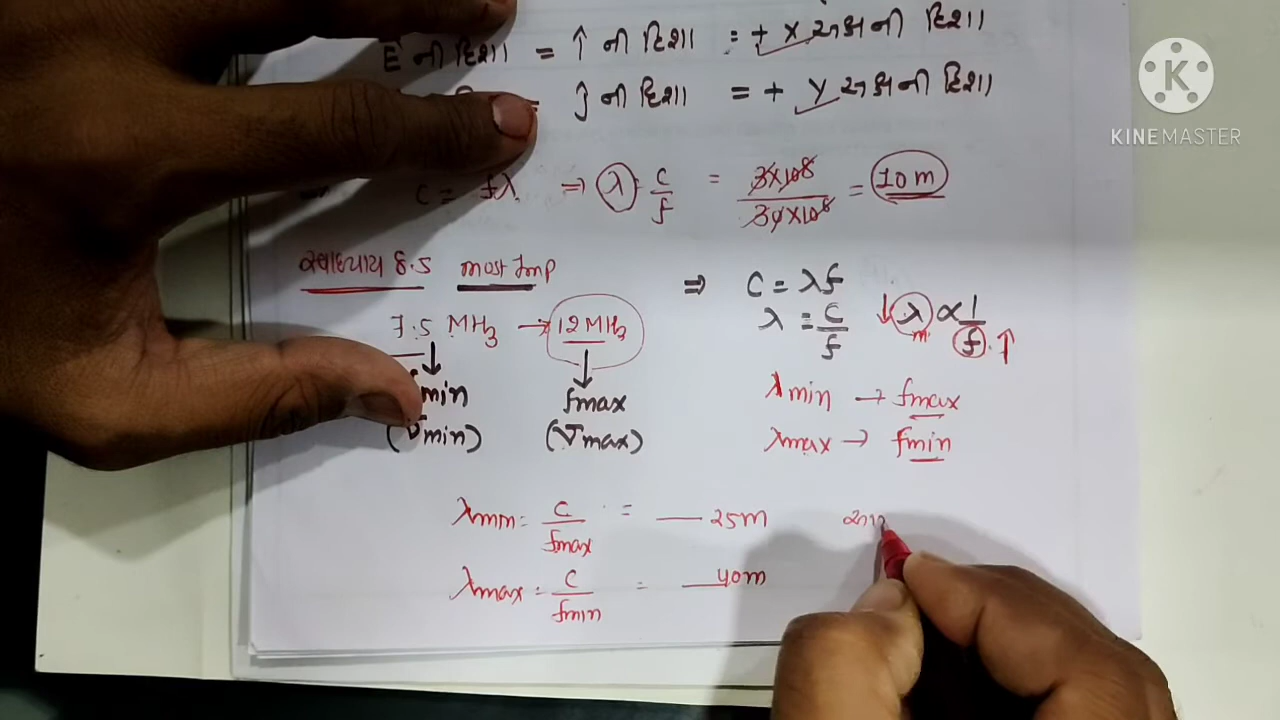 E ની દિશા = ↑ ની દિશા = + X અક્ષની દિશા
= ĵ ની દિશા = + Y અક્ષની દિશા
KINEMASTER
C = fλ ⇒ λ = C/f = 3×10⁸/30×10⁶ = 10 m
સ્વાધ્યાય 8.5 most Imp
⇒ C = λf
λ = C/f ↓ λ ∝ 1/f ↑
m
7.5 MHz → 12 MHz
min fmax
(νmin) (νmax)
λmin → fmax
λmax → fmin
λmin = C/fmax = — 25m
λmax = C/fmin = — 40m